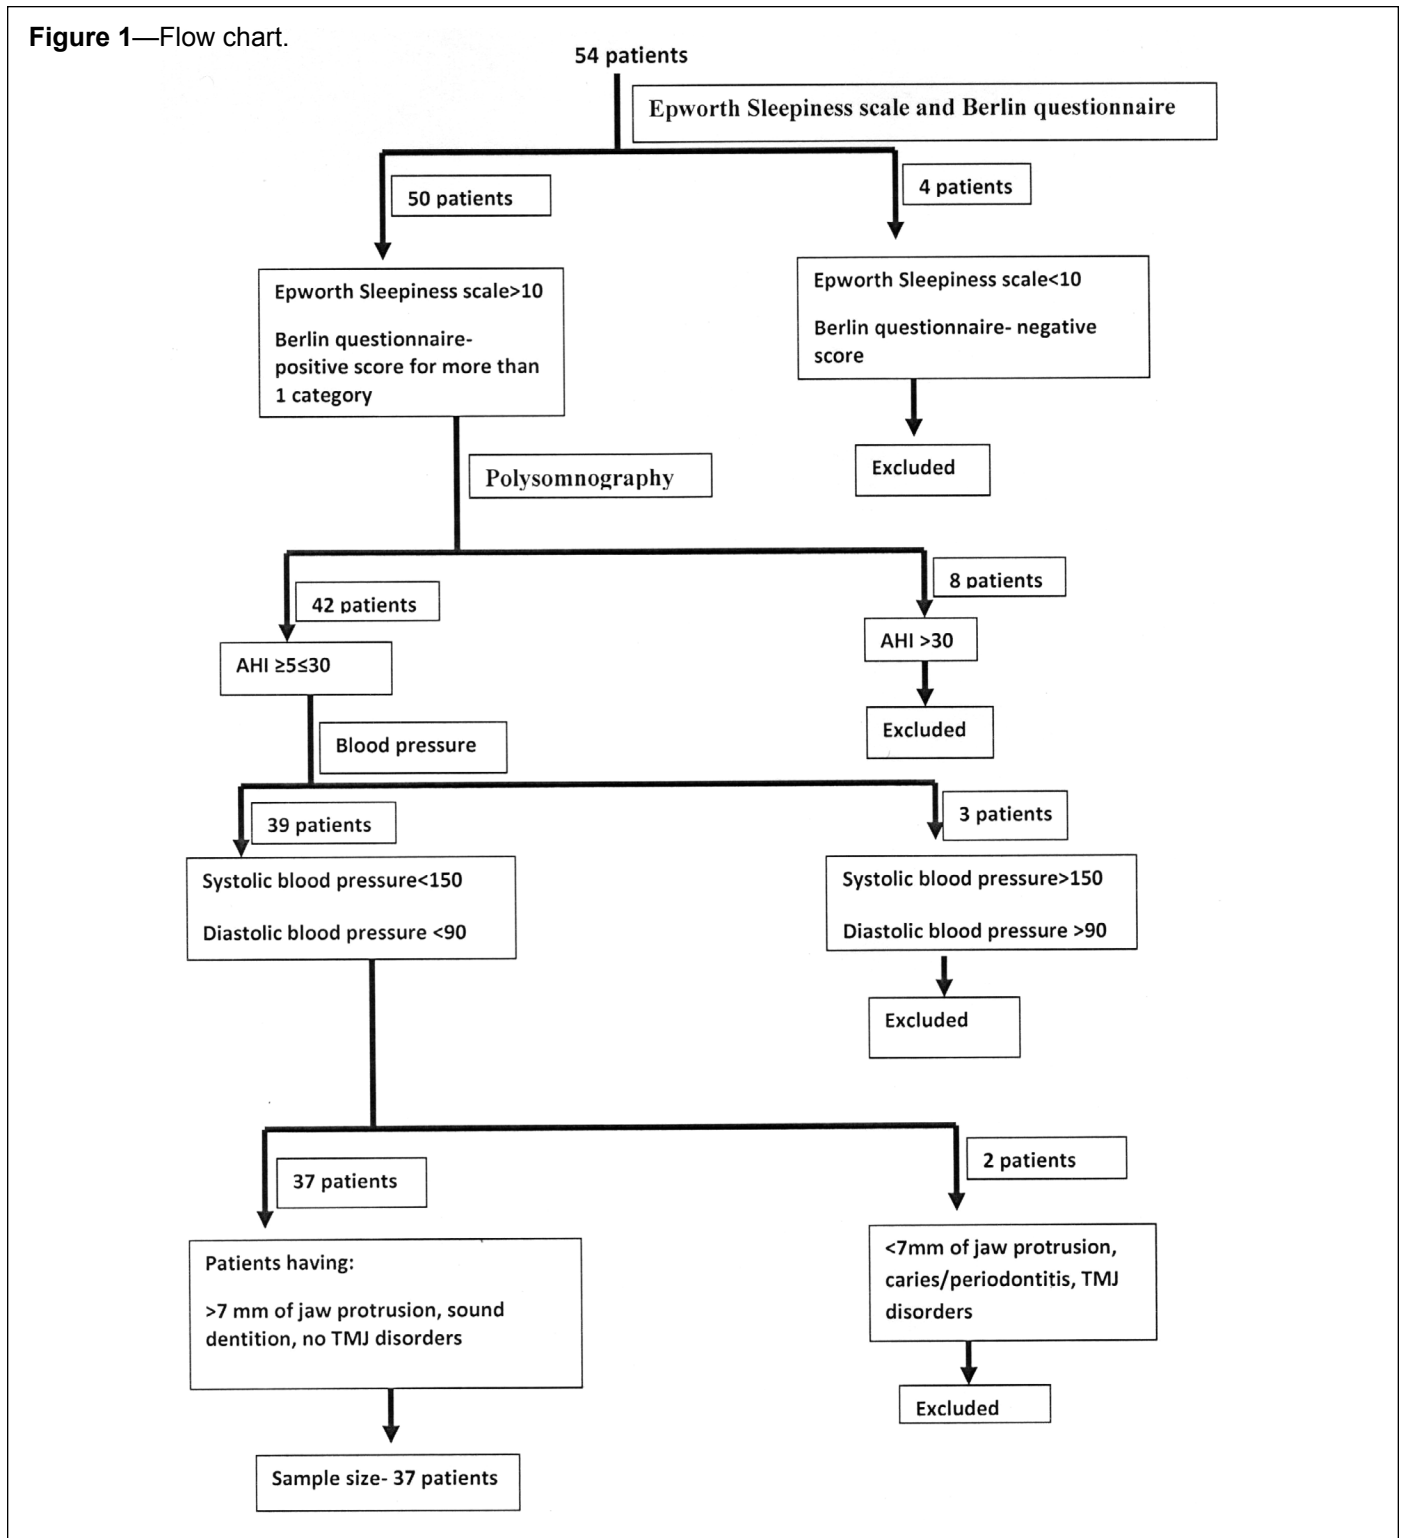 Figure 1—Flow chart.
54 patients
Epworth Sleepiness scale and Berlin questionnaire
50 patients
4 patients
Epworth Sleepiness scale>10
Berlin questionnaire-
positive score for more than
1 category
Epworth Sleepiness scale<10
Berlin questionnaire- negative
score
Excluded
Polysomnography
42 patients
8 patients
AHI ≥5≤30
AHI >30
Excluded
Blood pressure
39 patients
3 patients
Systolic blood pressure<150
Diastolic blood pressure <90
Systolic blood pressure>150
Diastolic blood pressure >90
Excluded
37 patients
2 patients
Patients having:
>7 mm of jaw protrusion, sound
dentition, no TMJ disorders
<7mm of jaw protrusion,
caries/periodontitis, TMJ
disorders
Excluded
Sample size- 37 patients